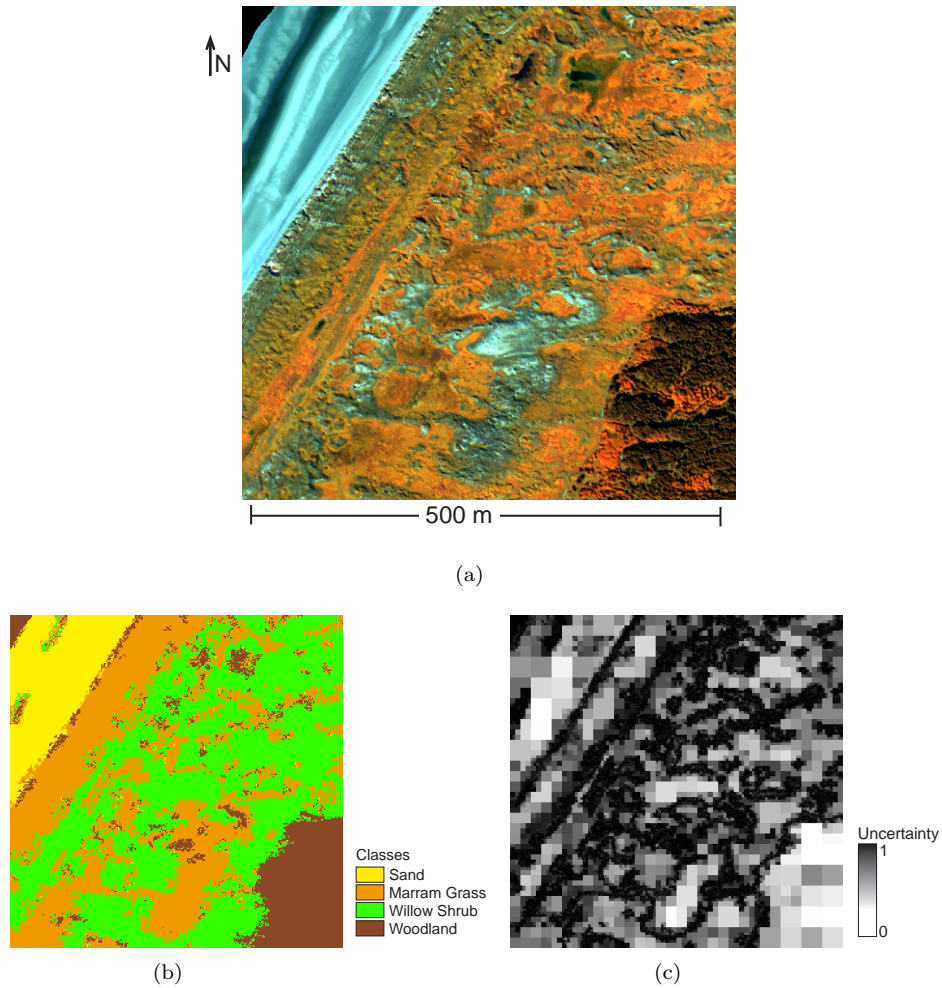 N
500 m
(a)
Classes
Sand
Marram Grass
Willow Shrub
Woodland
(b)
Uncertainty
1
0
(c)